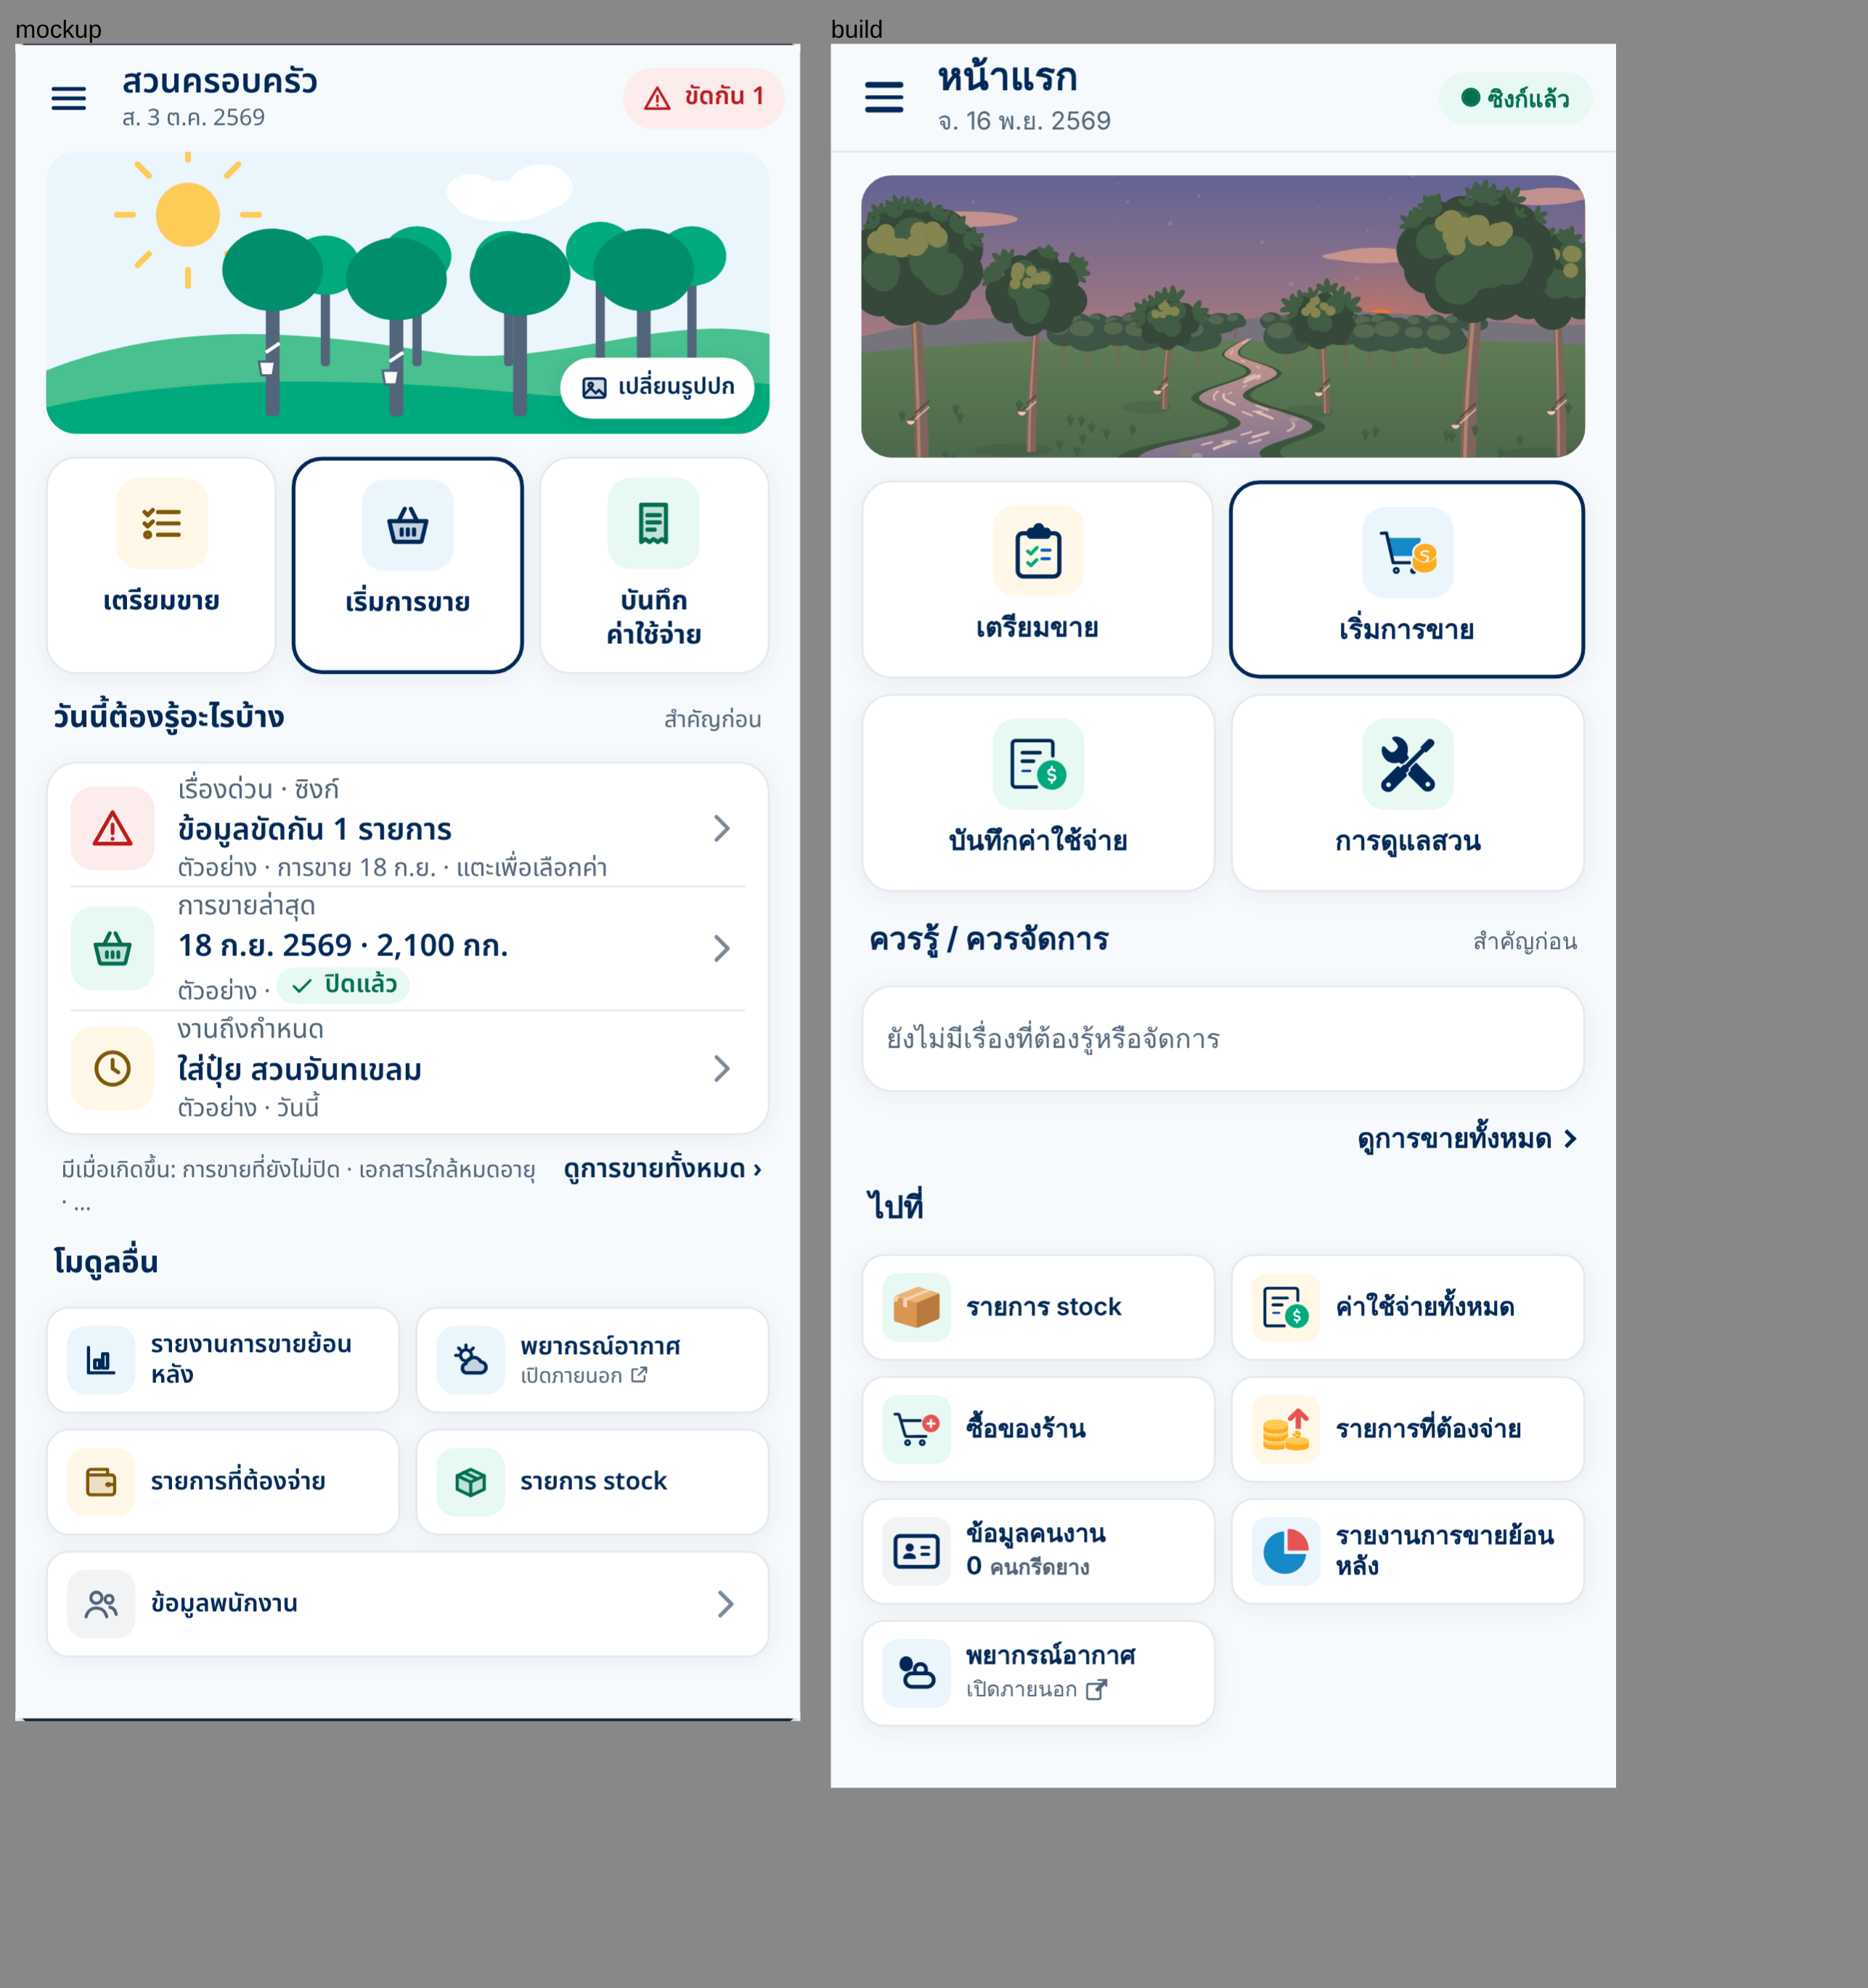 mockup
สวนครอบครัว
ส. 3 ต.ค. 2569
ขัดกัน 1
เปลี่ยนรูปปก
เตรียมขาย
เริ่มการขาย
บันทึก
ค่าใช้จ่าย
วันนี้ต้องรู้อะไรบ้าง
สำคัญก่อน
เรื่องด่วน · ซิงก์
ข้อมูลขัดกัน 1 รายการ
ตัวอย่าง · การขาย 18 ก.ย. · แตะเพื่อเลือกค่า
การขายล่าสุด
18 ก.ย. 2569 · 2,100 กก.
ตัวอย่าง · ปิดแล้ว
งานถึงกำหนด
ใส่ปุ๋ย สวนจันทเขลม
ตัวอย่าง · วันนี้
มีเมื่อเกิดขึ้น: การขายที่ยังไม่ปิด · เอกสารใกล้หมดอายุ
· ...
ดูการขายทั้งหมด ›
โมดูลอื่น
รายงานการขายย้อน
หลัง
พยากรณ์อากาศ
เปิดภายนอก
รายการที่ต้องจ่าย
รายการ stock
ข้อมูลพนักงาน
build
หน้าแรก
จ. 16 พ.ย. 2569
ซิงก์แล้ว
เตรียมขาย
เริ่มการขาย
บันทึกค่าใช้จ่าย
การดูแลสวน
ควรรู้ / ควรจัดการ
สำคัญก่อน
ยังไม่มีเรื่องที่ต้องรู้หรือจัดการ
ดูการขายทั้งหมด
ไปที่
รายการ stock
ค่าใช้จ่ายทั้งหมด
ซื้อของร้าน
รายการที่ต้องจ่าย
ข้อมูลคนงาน
0 คนกรีดยาง
รายงานการขายย้อน
หลัง
พยากรณ์อากาศ
เปิดภายนอก